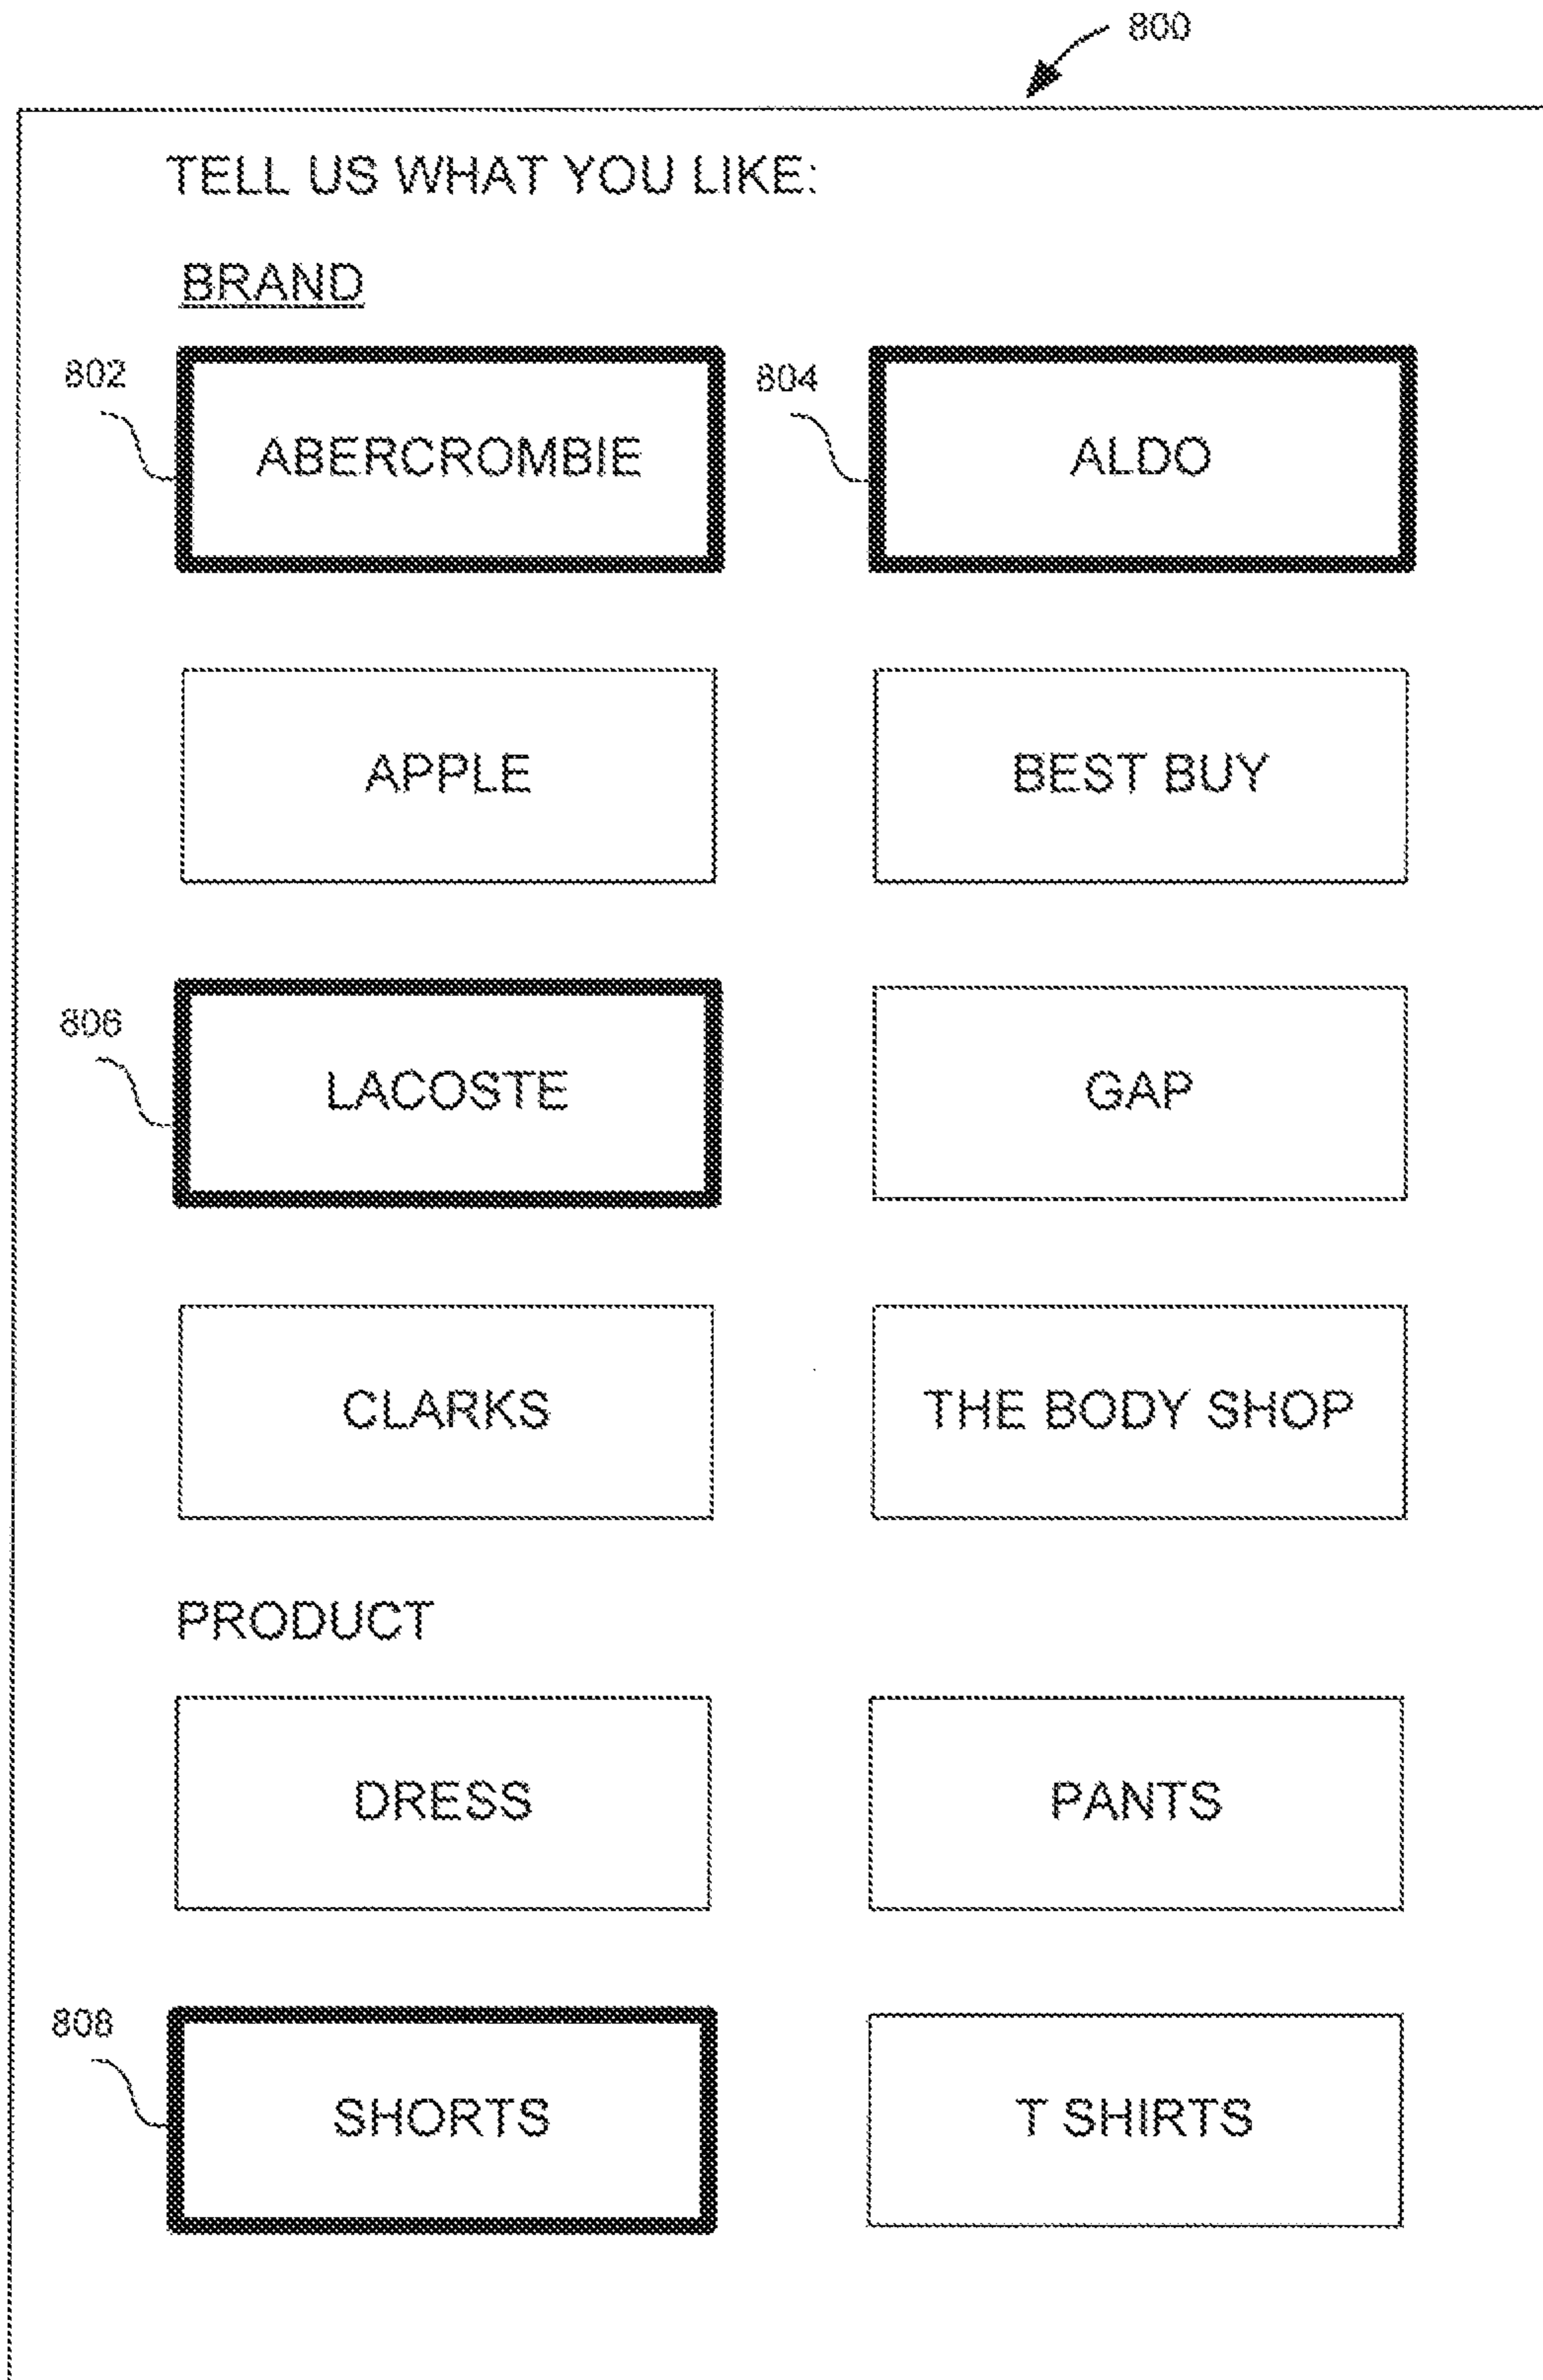 800
TELL US WHAT YOU LIKE:
BRAND
802
ABERCROMBIE
804
ALDO
APPLE
BEST BUY
806
LACOSTE
GAP
CLARKS
THE BODY SHOP
PRODUCT
DRESS
PANTS
808
SHORTS
T SHIRTS